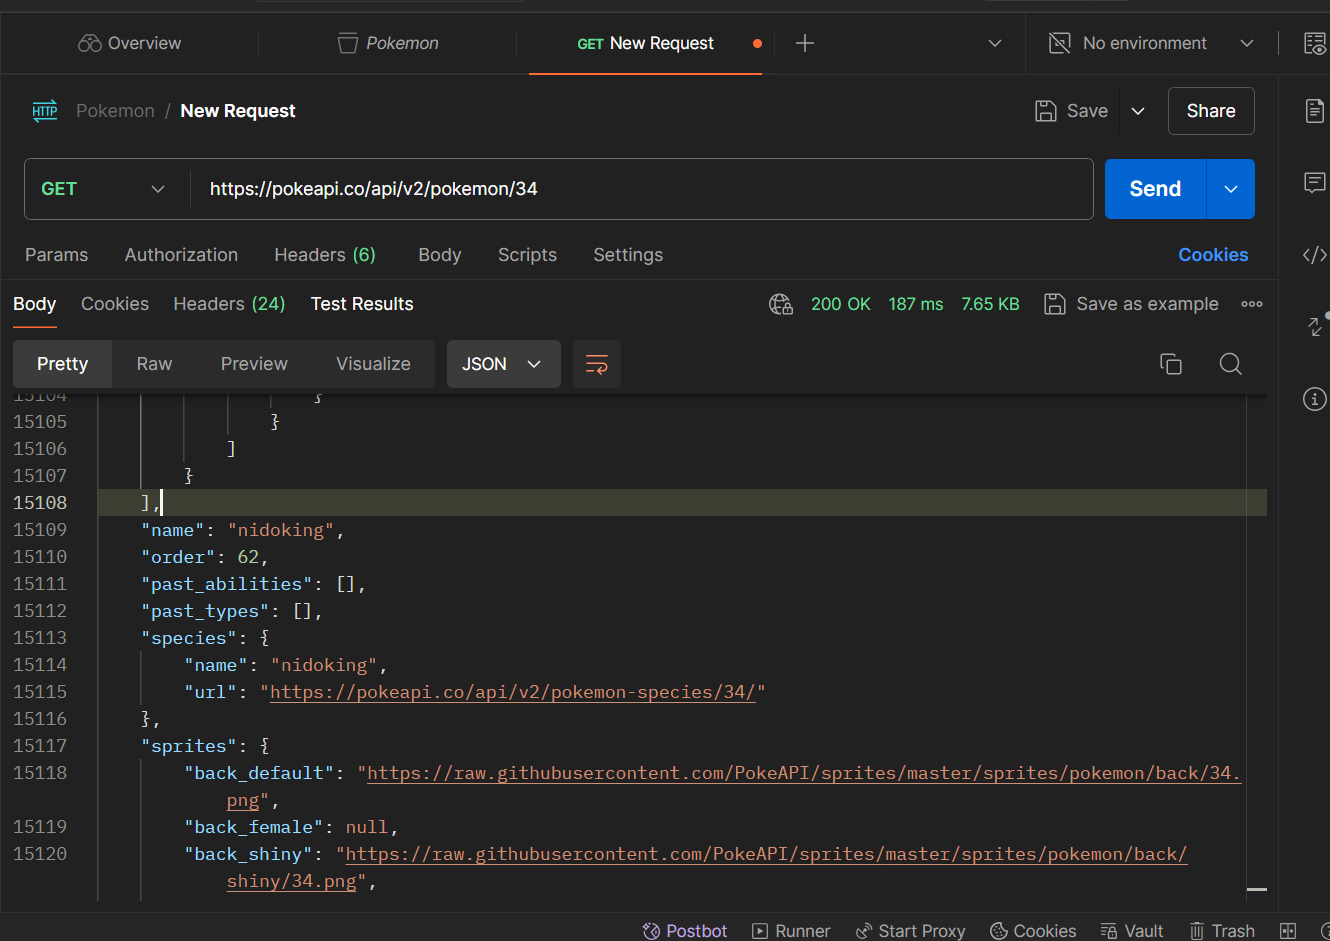 Overview
Pokemon
GET New Request
No environment
HTTP
Pokemon / New Request
Save
Share
GET
https://pokeapi.co/api/v2/pokemon/34
Send
Params
Authorization
Headers (6)
Body
Scripts
Settings
Cookies
Body
Cookies
Headers (24)
Test Results
200 OK
187 ms
7.65 KB
Save as example
Pretty
Raw
Preview
Visualize
JSON
15104 }
15105 }
15106 ]
15107 }
15108 ],
15109 "name": "nidoking",
15110 "order": 62,
15111 "past_abilities": [],
15112 "past_types": [],
15113 "species": {
15114 "name": "nidoking",
15115 "url": "https://pokeapi.co/api/v2/pokemon-species/34/"
15116 },
15117 "sprites": {
15118 "back_default": "https://raw.githubusercontent.com/PokeAPI/sprites/master/sprites/pokemon/back/34.
png",
15119 "back_female": null,
15120 "back_shiny": "https://raw.githubusercontent.com/PokeAPI/sprites/master/sprites/pokemon/back/
shiny/34.png",
Postbot
Runner
Start Proxy
Cookies
Vault
Trash